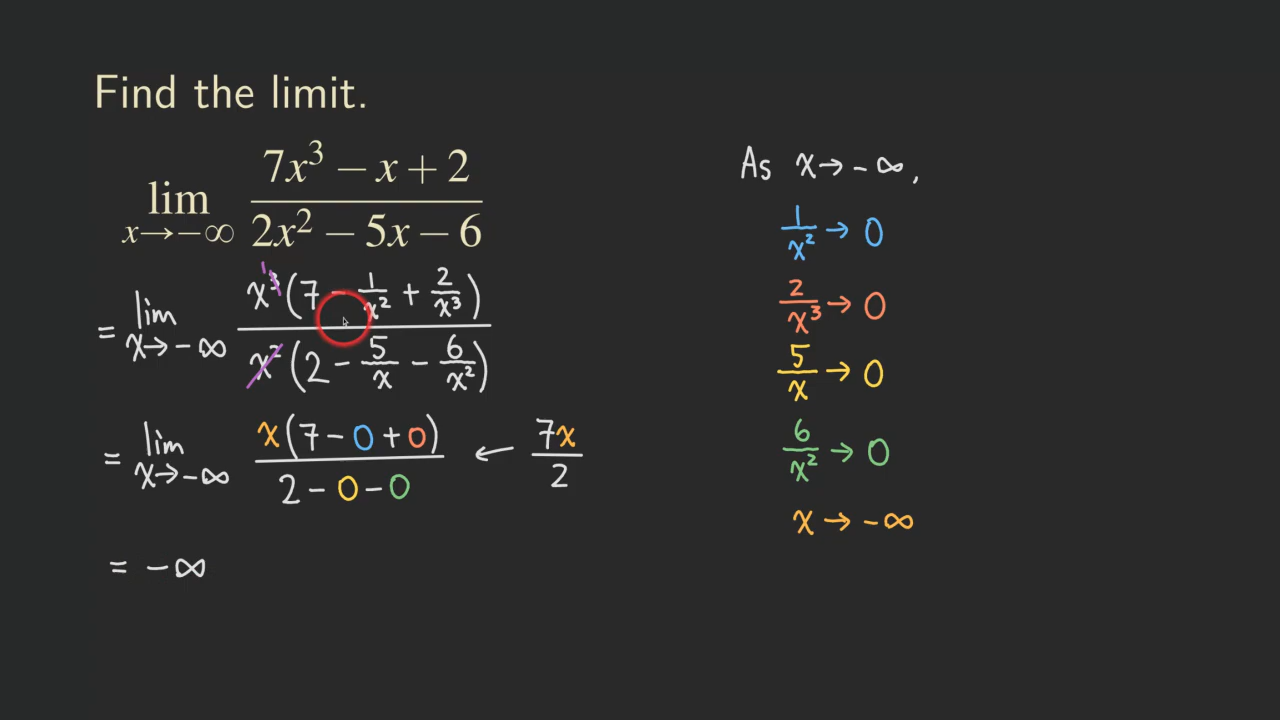 Find the limit.
lim x→−∞ (7x³ − x + 2)/(2x² − 5x − 6)
= lim x→−∞ x³(7 − 1/x² + 2/x³)/x²(2 − 5/x − 6/x²)
= lim x→−∞ x(7 − 0 + 0)/(2 − 0 − 0) ← 7x/2
= −∞
As x→−∞,
1/x² → 0
2/x³ → 0
5/x → 0
6/x² → 0
x → −∞